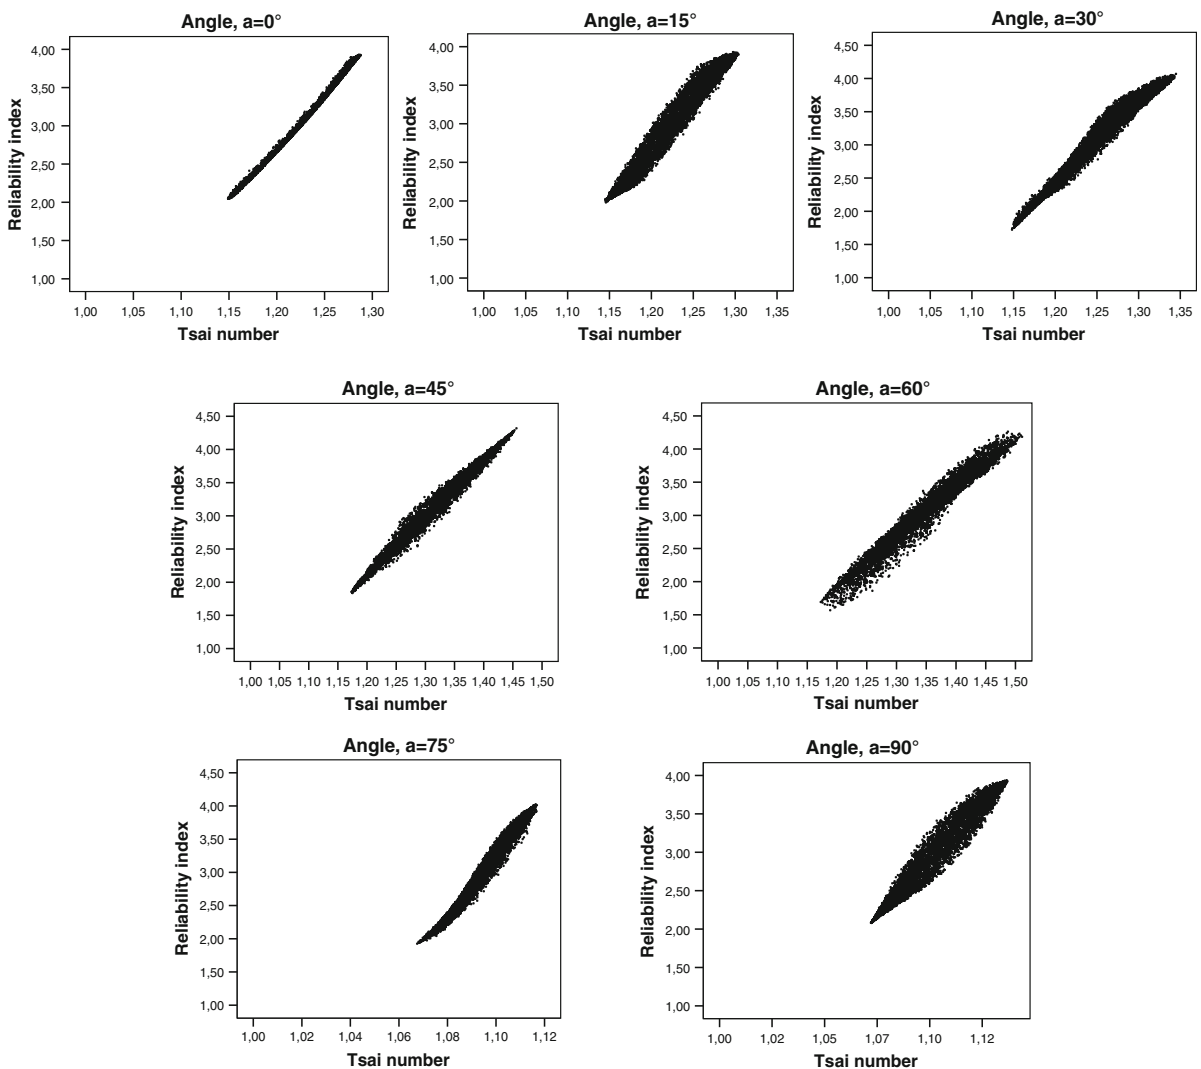 Angle, a=0°
Reliability index
4,00
3,50
3,00
2,50
2,00
1,50
1,00
1,00 1,05 1,10 1,15 1,20 1,25 1,30
Tsai number
Angle, a=15°
Reliability index
4,00
3,50
3,00
2,50
2,00
1,50
1,00
1,00 1,05 1,10 1,15 1,20 1,25 1,30 1,35
Tsai number
Angle, a=30°
Reliability index
4,50
4,00
3,50
3,00
2,50
2,00
1,50
1,00
1,00 1,05 1,10 1,15 1,20 1,25 1,30 1,35
Tsai number
Angle, a=45°
Reliability index
4,50
4,00
3,50
3,00
2,50
2,00
1,50
1,00
1,00 1,05 1,10 1,15 1,20 1,25 1,30 1,35 1,40 1,45 1,50
Tsai number
Angle, a=60°
Reliability index
4,50
4,00
3,50
3,00
2,50
2,00
1,50
1,00
1,00 1,05 1,10 1,15 1,20 1,25 1,30 1,35 1,40 1,45 1,50
Tsai number
Angle, a=75°
Reliability index
4,50
4,00
3,50
3,00
2,50
2,00
1,50
1,00
1,00 1,02 1,04 1,06 1,08 1,10 1,12
Tsai number
Angle, a=90°
Reliability index
4,00
3,50
3,00
2,50
2,00
1,50
1,00
1,00 1,02 1,05 1,07 1,10 1,12
Tsai number